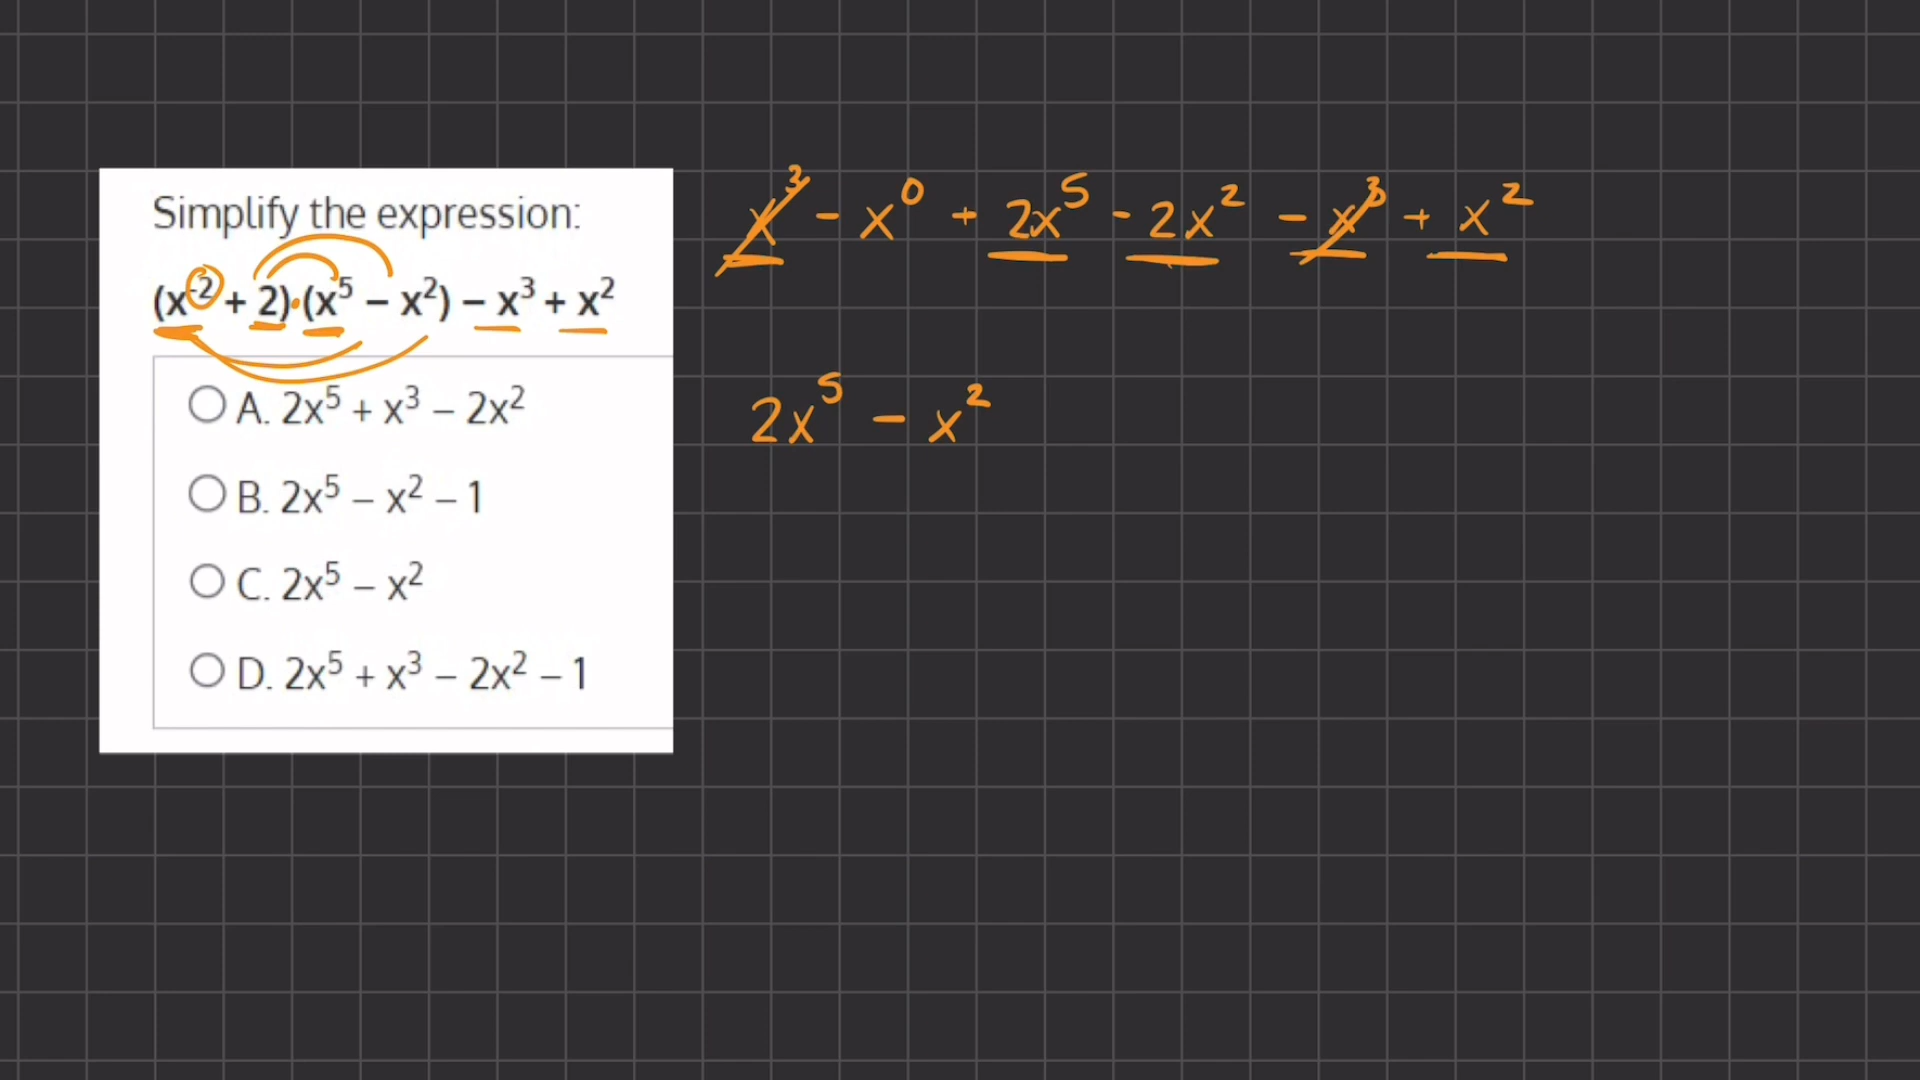 Simplify the expression:
(x⁻² + 2)·(x⁵ – x²) – x³ + x²
A. 2x⁵ + x³ – 2x²
B. 2x⁵ – x² – 1
C. 2x⁵ – x²
D. 2x⁵ + x³ – 2x² – 1
x³ - x⁰ + 2x⁵ - 2x² - x³ + x²
2x⁵ - x²